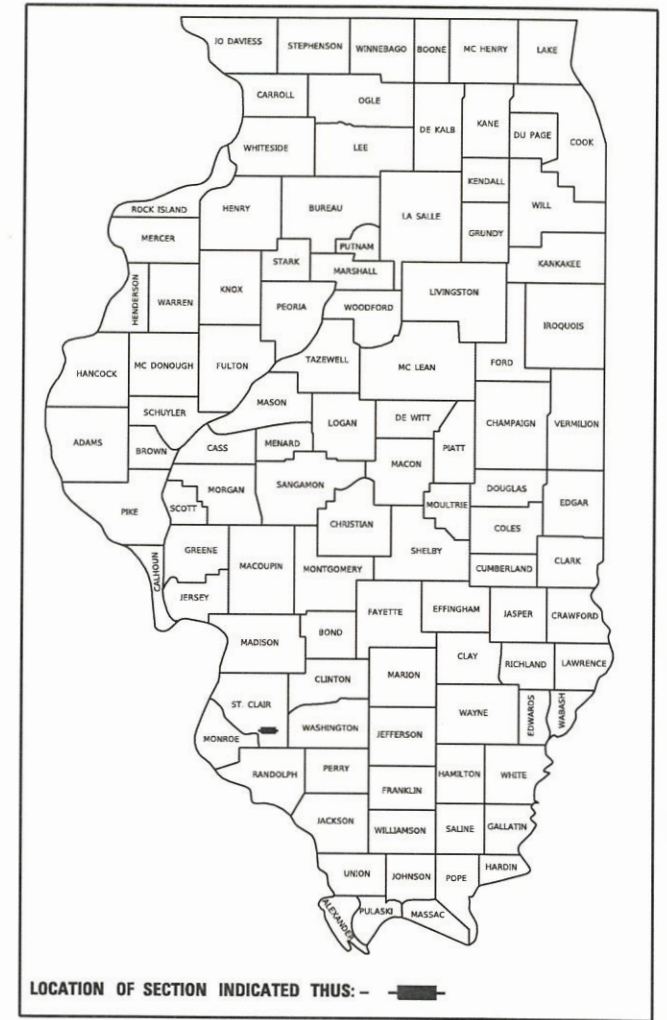 JO DAVIESS STEPHENSON WINNEBAGO BOONE MC HENRY LAKE
CARROLL OGLE DE KALB KANE DU PAGE COOK
WHITESIDE LEE
KENDALL
ROCK ISLAND HENRY BUREAU LA SALLE WILL
GRUNDY
MERCER PUTNAM
STARK MARSHALL KANKAKEE
HENDERSON WARREN KNOX PEORIA WOODFORD LIVINGSTON
IROQUOIS
HANCOCK MC DONOUGH FULTON TAZEWELL MC LEAN FORD
MASON
SCHUYLER LOGAN DE WITT CHAMPAIGN VERMILION
ADAMS BROWN CASS MENARD PIATT
MACON
MORGAN SANGAMON DOUGLAS
PIKE SCOTT CHRISTIAN MOULTRIE EDGAR
COLES
GREENE SHELBY
CALHOUN MACOUPIN MONTGOMERY CUMBERLAND CLARK
JERSEY
FAYETTE EFFINGHAM JASPER CRAWFORD
MADISON BOND
CLAY RICHLAND LAWRENCE
CLINTON MARION
ST. CLAIR WAYNE EDWARDS WABASH
MONROE WASHINGTON JEFFERSON
RANDOLPH PERRY HAMILTON WHITE
FRANKLIN
JACKSON WILLIAMSON SALINE GALLATIN
UNION JOHNSON POPE HARDIN
ALEXANDER PULASKI MASSAC
LOCATION OF SECTION INDICATED THUS: –